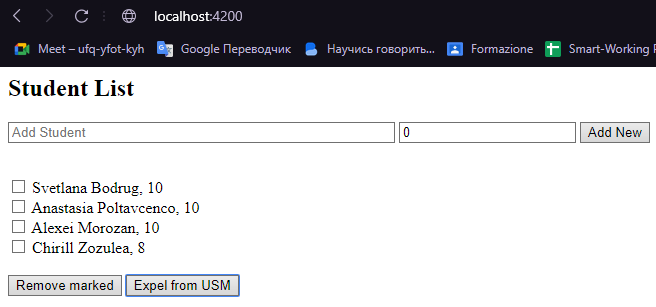 localhost:4200
Meet – ufq-yfot-kyh Google Переводчик Научись говорить... Formazione Smart-Working
Student List
Add Student 0 Add New
Svetlana Bodrug, 10
Anastasia Poltavcenco, 10
Alexei Morozan, 10
Chirill Zozulea, 8
Remove marked Expel from USM